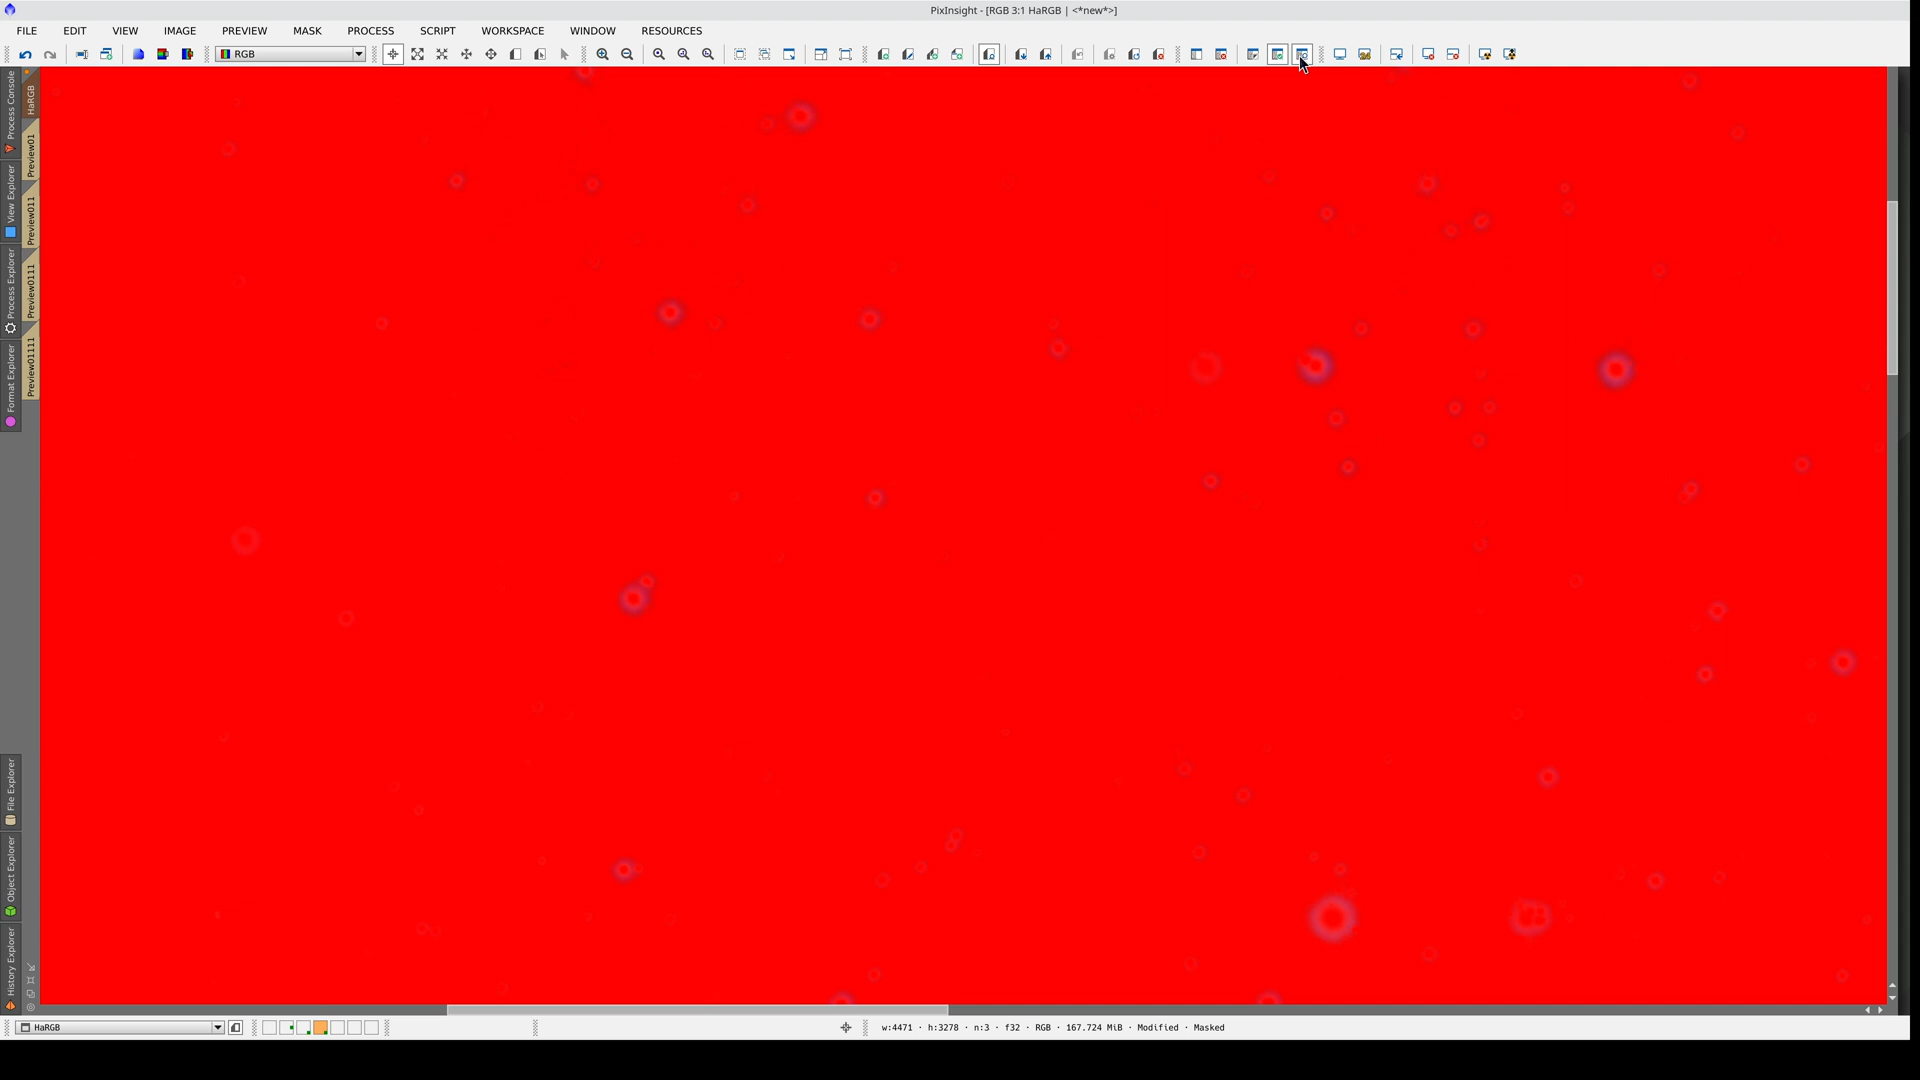 PixInsight - [RGB 3:1 HaRGB | <*new*>]
FILE EDIT VIEW IMAGE PREVIEW MASK PROCESS SCRIPT WORKSPACE WINDOW RESOURCES
RGB
Process Console
View Explorer
Process Explorer
Format Explorer
File Explorer
Object Explorer
History Explorer
HaRGB
Preview01
Preview011
Preview0111
Preview01111
HaRGB
w:4471 · h:3278 · n:3 · f32 · RGB · 167.724 MiB · Modified · Masked